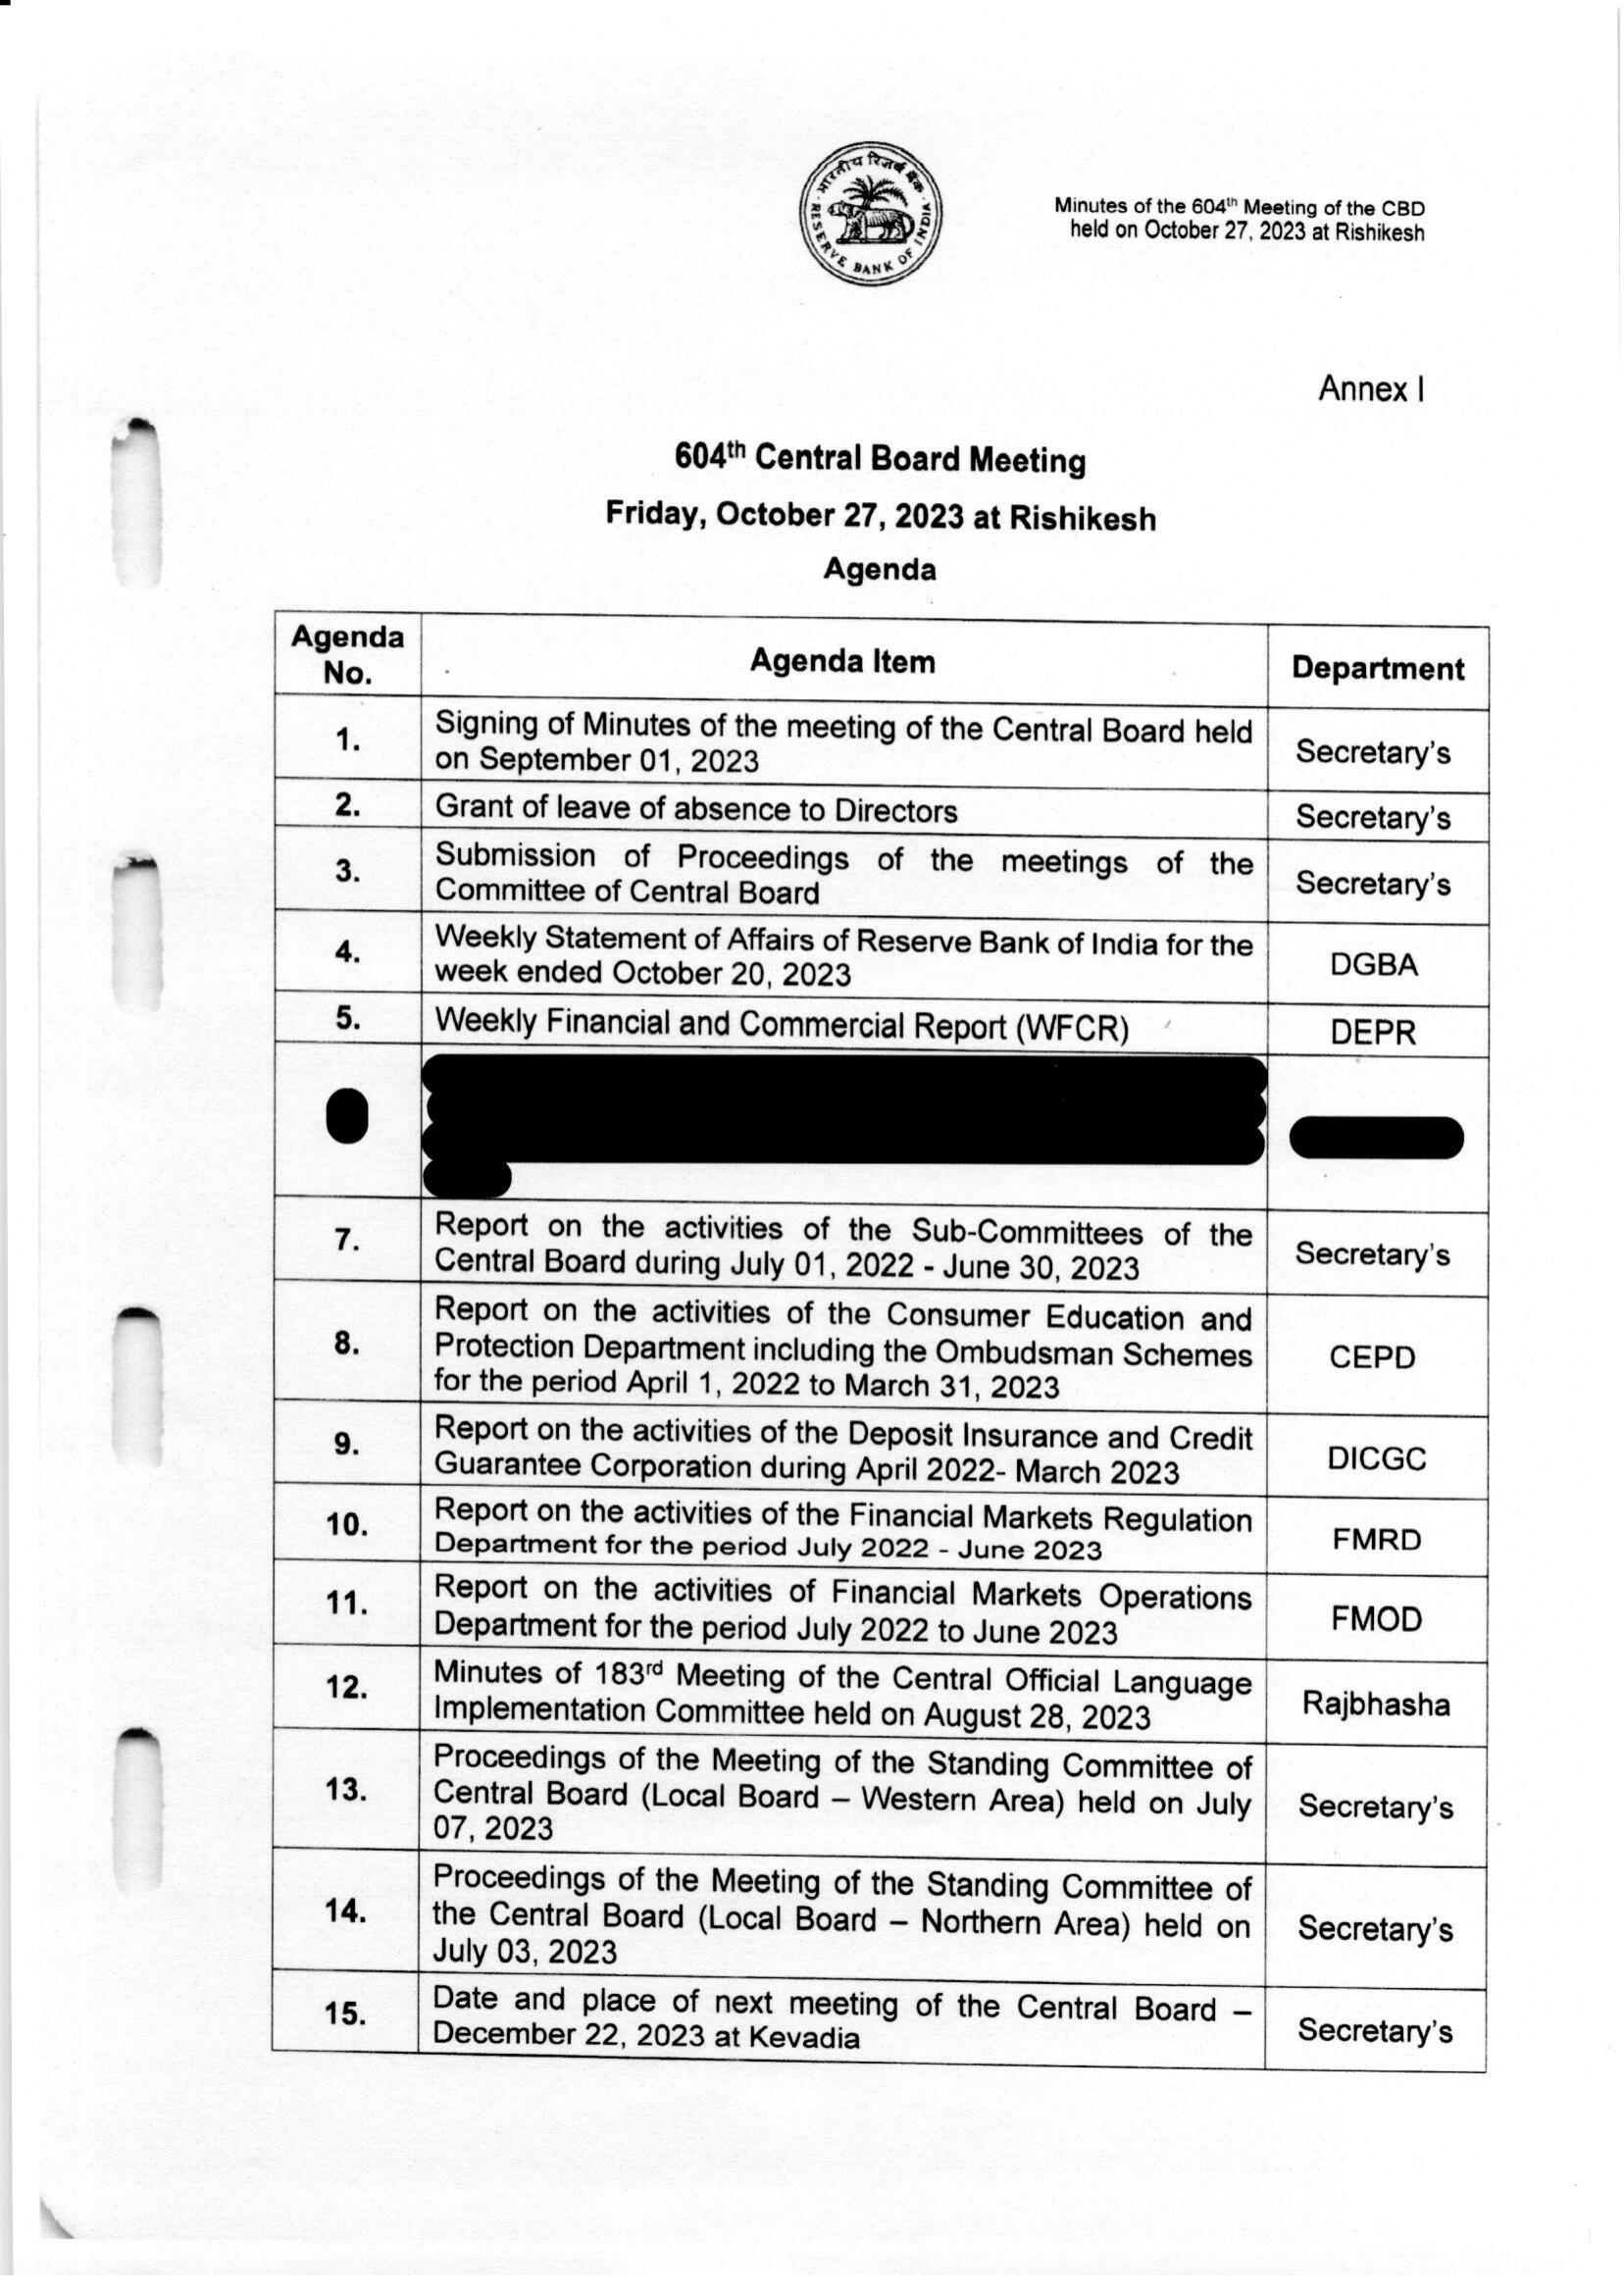 भारतीय रिज़र्व बैंक
RESERVE BANK OF INDIA
Minutes of the 604th Meeting of the CBD
held on October 27, 2023 at Rishikesh
Annex I
604th Central Board Meeting
Friday, October 27, 2023 at Rishikesh
Agenda
Agenda No. Agenda Item Department
1. Signing of Minutes of the meeting of the Central Board held
on September 01, 2023 Secretary's
2. Grant of leave of absence to Directors Secretary's
3. Submission of Proceedings of the meetings of the
Committee of Central Board Secretary's
4. Weekly Statement of Affairs of Reserve Bank of India for the
week ended October 20, 2023 DGBA
5. Weekly Financial and Commercial Report (WFCR) DEPR
7. Report on the activities of the Sub-Committees of the
Central Board during July 01, 2022 - June 30, 2023 Secretary's
8. Report on the activities of the Consumer Education and
Protection Department including the Ombudsman Schemes
for the period April 1, 2022 to March 31, 2023 CEPD
9. Report on the activities of the Deposit Insurance and Credit
Guarantee Corporation during April 2022- March 2023 DICGC
10. Report on the activities of the Financial Markets Regulation
Department for the period July 2022 - June 2023 FMRD
11. Report on the activities of Financial Markets Operations
Department for the period July 2022 to June 2023 FMOD
12. Minutes of 183rd Meeting of the Central Official Language
Implementation Committee held on August 28, 2023 Rajbhasha
13. Proceedings of the Meeting of the Standing Committee of
Central Board (Local Board – Western Area) held on July
07, 2023 Secretary's
14. Proceedings of the Meeting of the Standing Committee of
the Central Board (Local Board – Northern Area) held on
July 03, 2023 Secretary's
15. Date and place of next meeting of the Central Board –
December 22, 2023 at Kevadia Secretary's